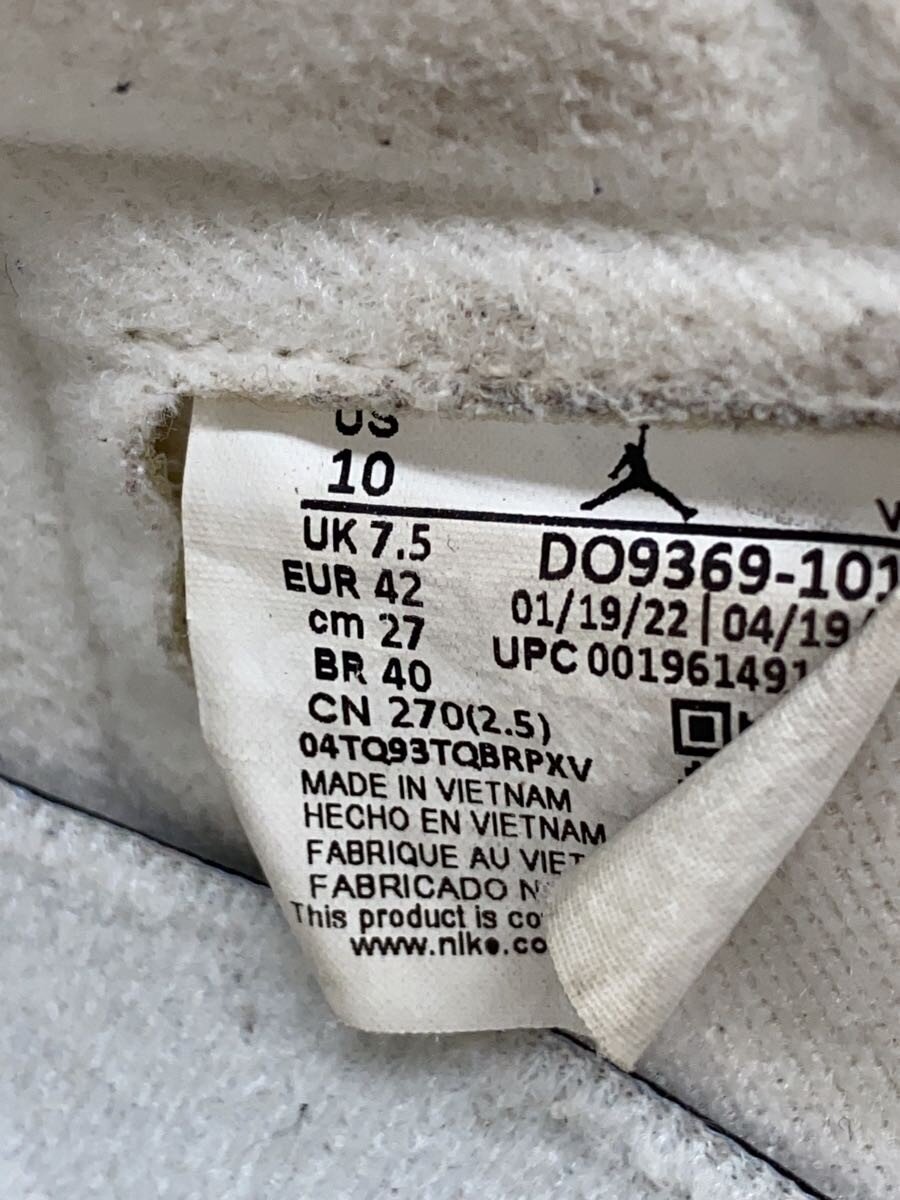 US
10
UK 7.5
EUR 42
cm 27
BR 40
CN 270(2.5)
04TQ93TQBRPXV
MADE IN VIETNAM
HECHO EN VIETNAM
FABRIQUE AU VIET
FABRICADO N
This product is co
www.nike.co
DO9369-101
01/19/22 | 04/19/
UPC 001961491